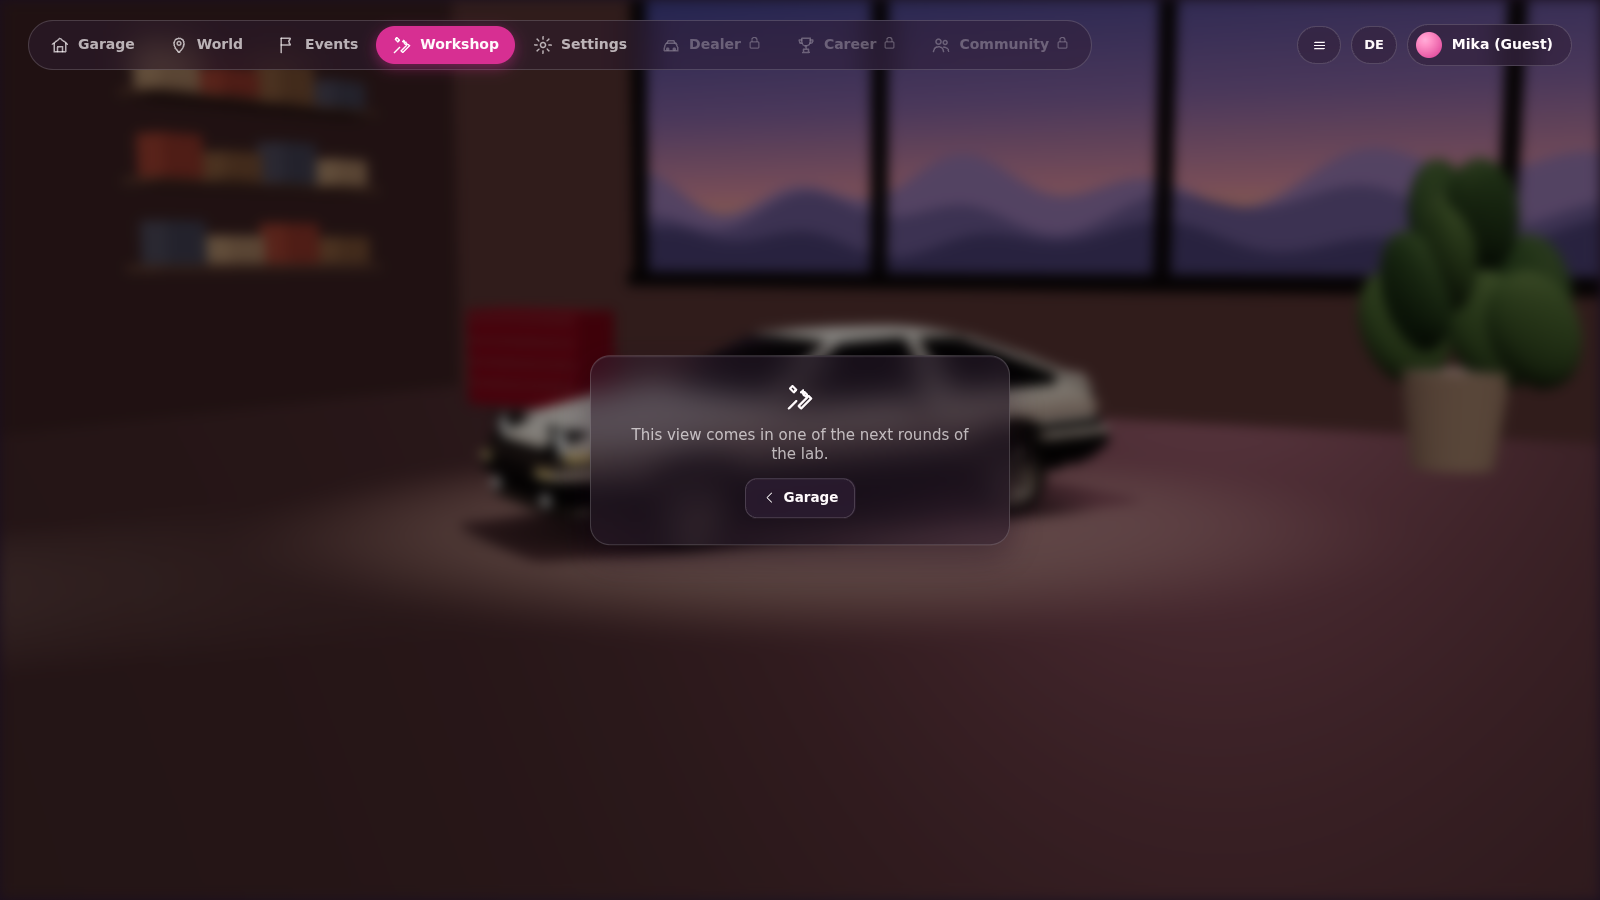 Garage
World
Events
Workshop
Settings
Dealer
Career
Community
DE
Mika (Guest)
This view comes in one of the next rounds of
the lab.
Garage